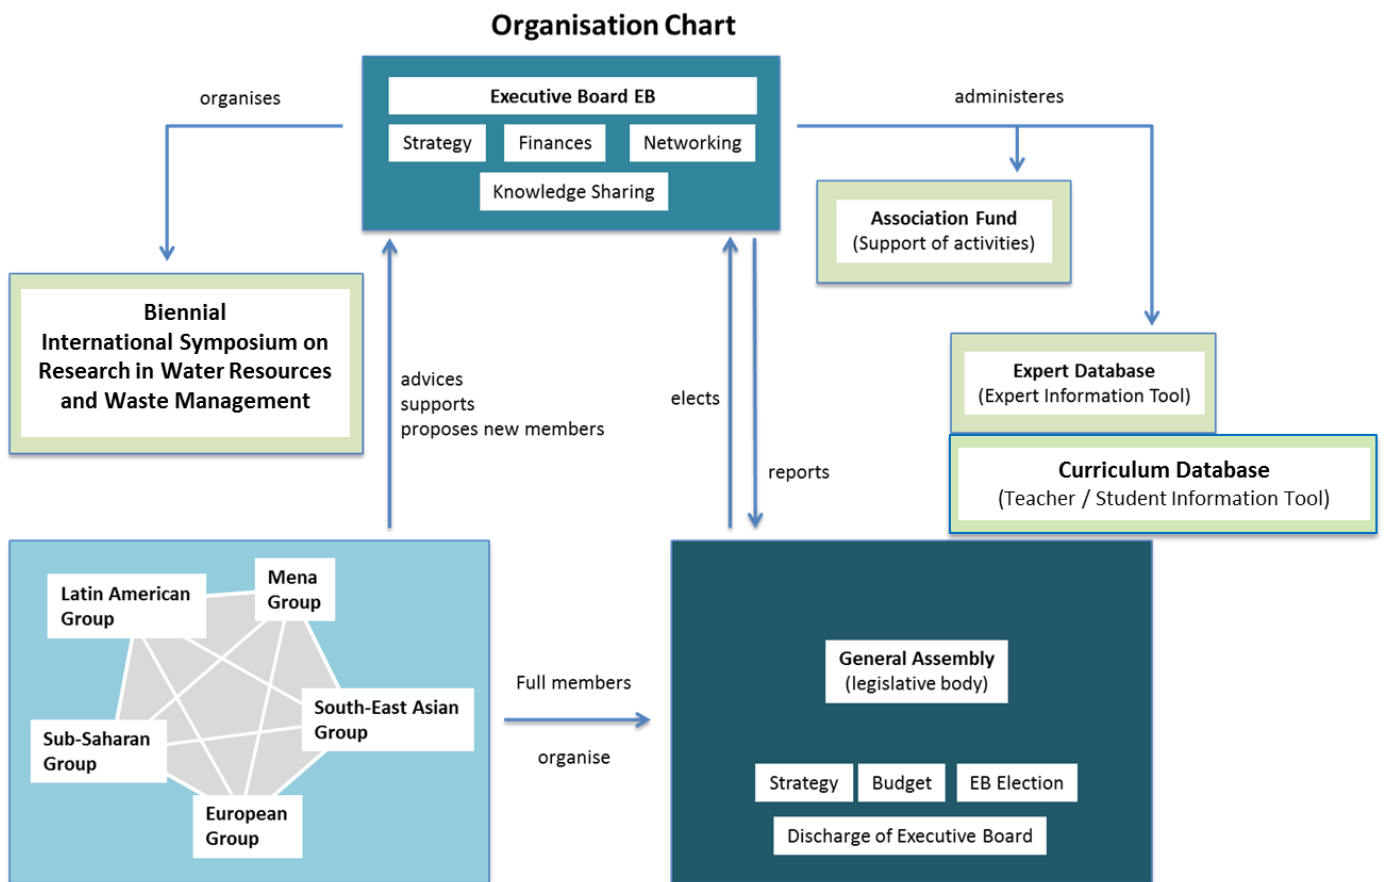 Organisation Chart
organises
Executive Board EB
administeres
Strategy
Finances
Networking
Knowledge Sharing
Association Fund
(Support of activities)
Biennial
International Symposium on
Research in Water Resources
and Waste Management
advices
supports
proposes new members
elects
reports
Expert Database
(Expert Information Tool)
Curriculum Database
(Teacher / Student Information Tool)
Latin American
Group
Mena
Group
South-East Asian
Group
Sub-Saharan
Group
European
Group
Full members
organise
General Assembly
(legislative body)
Strategy
Budget
EB Election
Discharge of Executive Board